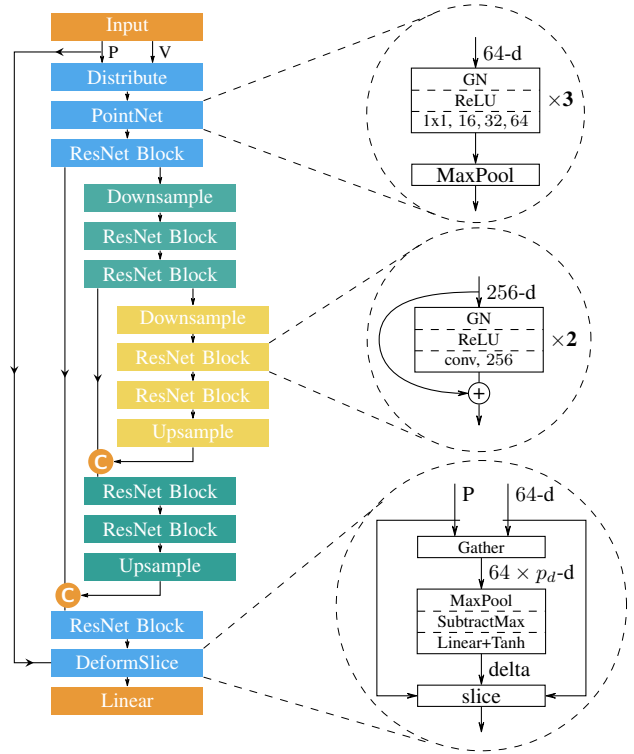 Input
P
V
Distribute
PointNet
ResNet Block
Downsample
ResNet Block
ResNet Block
Downsample
ResNet Block
ResNet Block
Upsample
C
ResNet Block
ResNet Block
Upsample
C
ResNet Block
DeformSlice
Linear
64-d
GN
ReLU
1x1, 16, 32, 64
×3
MaxPool
256-d
GN
ReLU
conv, 256
×2
+
P
64-d
Gather
64 × p_d-d
MaxPool
SubtractMax
Linear+Tanh
delta
slice